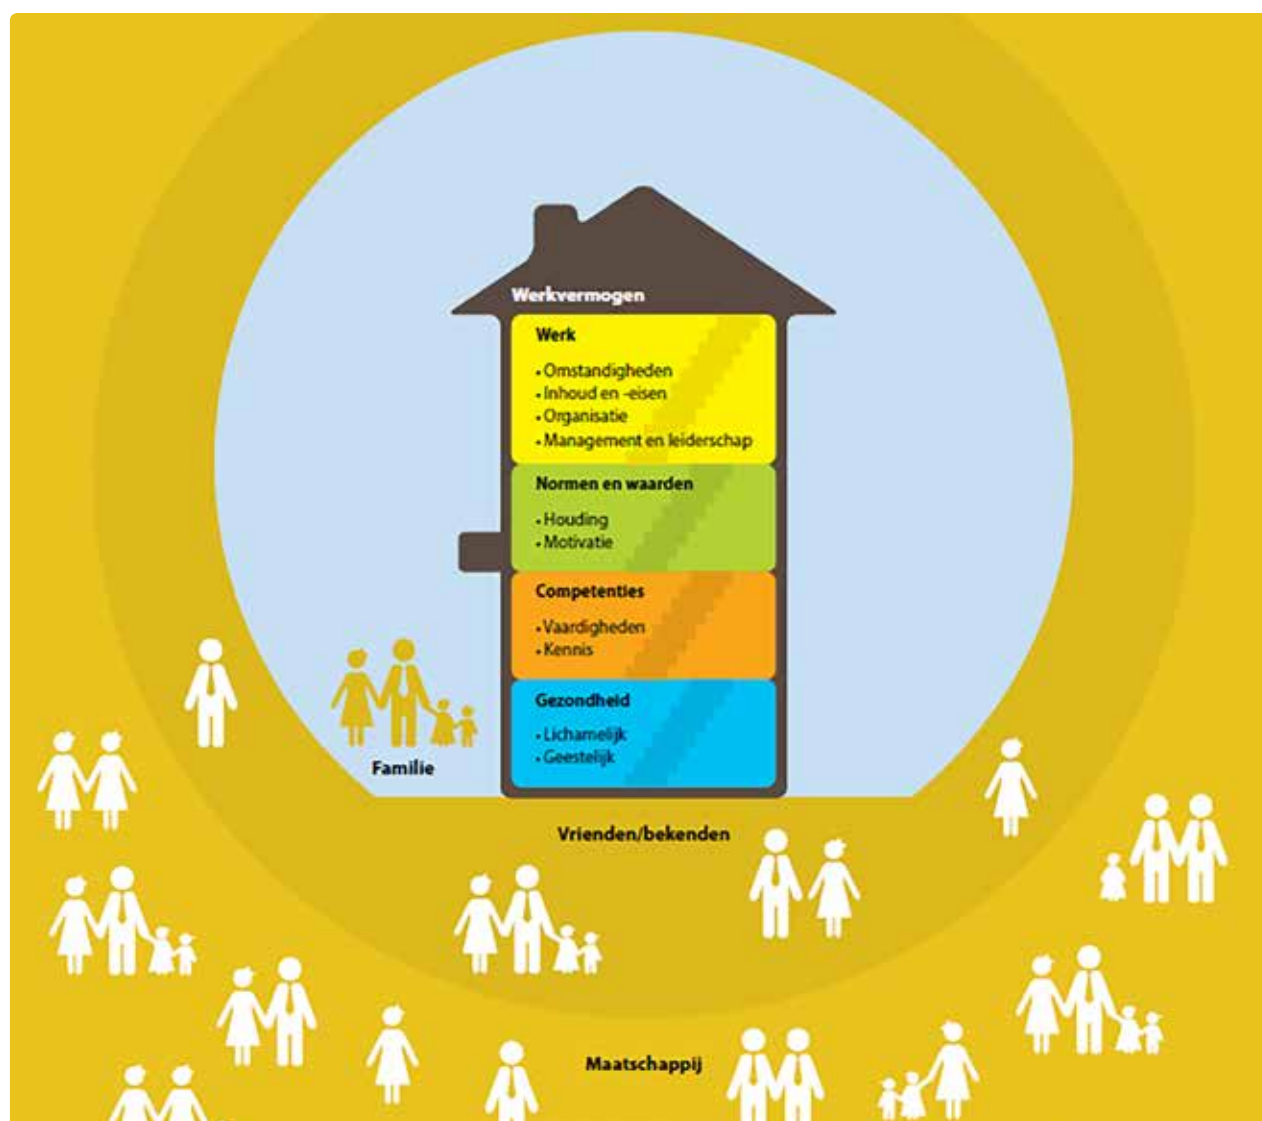 Werkvermogen
Werk
• Omstandigheden
• Inhoud en -eisen
• Organisatie
• Management en leiderschap
Normen en waarden
• Houding
• Motivatie
Competenties
• Vaardigheden
• Kennis
Gezondheid
• Lichamelijk
• Geestelijk
Familie
Vrienden/bekenden
Maatschappij